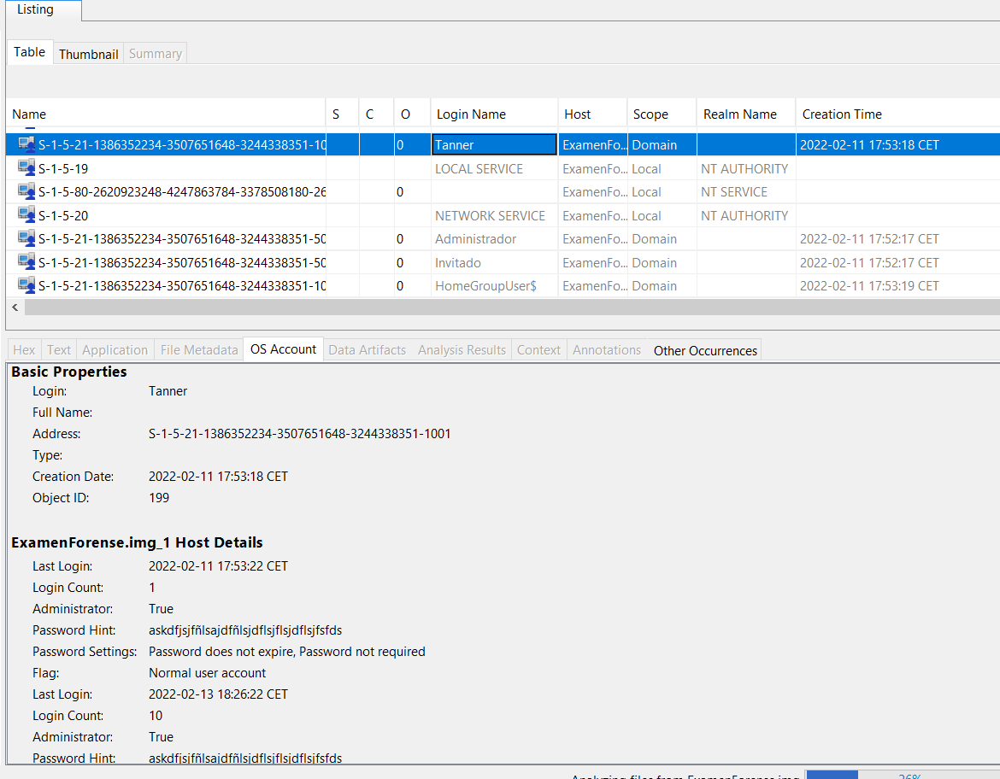 Listing
Table Thumbnail Summary
Name S C O Login Name Host Scope Realm Name Creation Time
S-1-5-21-1386352234-3507651648-3244338351-10 0 Tanner ExamenFo... Domain 2022-02-11 17:53:18 CET
S-1-5-19 LOCAL SERVICE ExamenFo... Local NT AUTHORITY
S-1-5-80-2620923248-4247863784-3378508180-26 0 ExamenFo... Local NT SERVICE
S-1-5-20 NETWORK SERVICE ExamenFo... Local NT AUTHORITY
S-1-5-21-1386352234-3507651648-3244338351-50 0 Administrador ExamenFo... Domain 2022-02-11 17:52:17 CET
S-1-5-21-1386352234-3507651648-3244338351-50 0 Invitado ExamenFo... Domain 2022-02-11 17:52:17 CET
S-1-5-21-1386352234-3507651648-3244338351-10 0 HomeGroupUser$ ExamenFo... Domain 2022-02-11 17:53:19 CET
Hex Text Application File Metadata OS Account Data Artifacts Analysis Results Context Annotations Other Occurrences
Basic Properties
Login: Tanner
Full Name:
Address: S-1-5-21-1386352234-3507651648-3244338351-1001
Type:
Creation Date: 2022-02-11 17:53:18 CET
Object ID: 199
ExamenForense.img_1 Host Details
Last Login: 2022-02-11 17:53:22 CET
Login Count: 1
Administrator: True
Password Hint: askdfjsjfñlsajdfñlsjdflsjflsjdflsjfsfds
Password Settings: Password does not expire, Password not required
Flag: Normal user account
Last Login: 2022-02-13 18:26:22 CET
Login Count: 10
Administrator: True
Password Hint: askdfjsjfñlsajdfñlsjdflsjflsjdflsjfsfds
Analyzing files from ExamenForense.img 26%